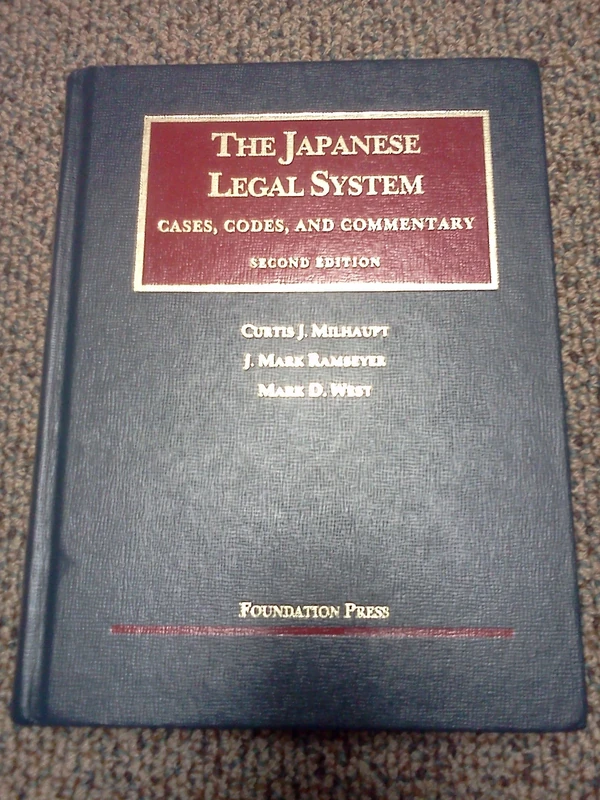 THE JAPANESE
LEGAL SYSTEM
CASES, CODES, AND COMMENTARY
SECOND EDITION
CURTIS J. MILHAUPT
J. MARK RAMSEYER
MARK D. WEST
FOUNDATION PRESS